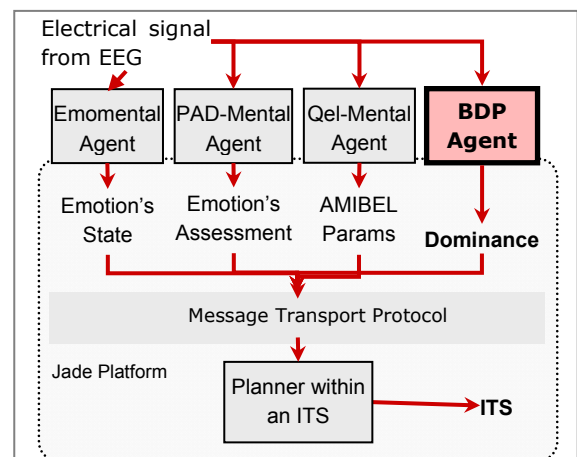 Electrical signal
from EEG
Emomental
Agent
PAD-Mental
Agent
Qel-Mental
Agent
BDP
Agent
Emotion's
State
Emotion's
Assessment
AMIBEL
Params
Dominance
Message Transport Protocol
Jade Platform
Planner within
an ITS
ITS